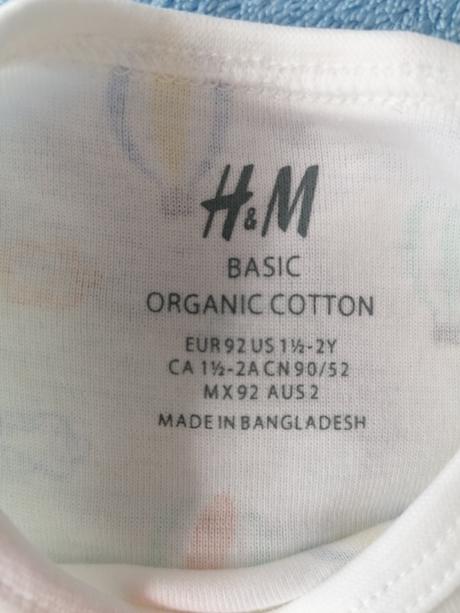 H&M
BASIC
ORGANIC COTTON
EUR 92 US 1½-2Y
CA 1½-2A CN 90/52
MX 92 AUS 2
MADE IN BANGLADESH